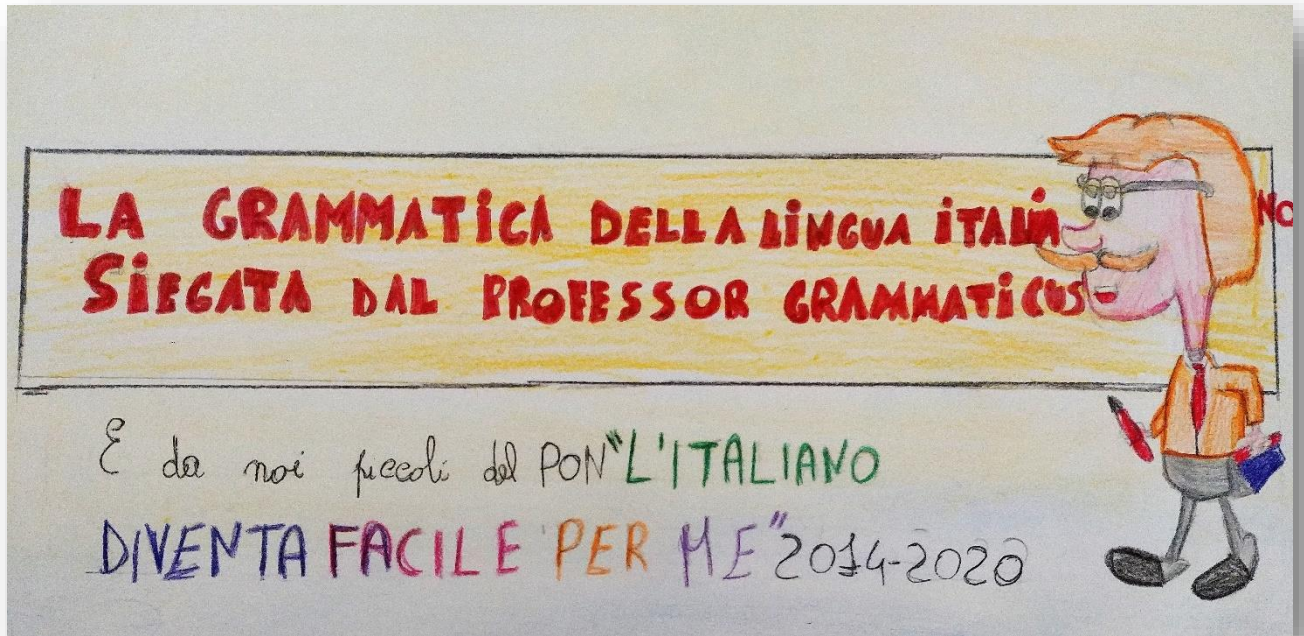 LA GRAMMATICA DELLA LINGUA ITALIA NO
SIEGATA DAL PROFESSOR GRAMMATICUS
E da noi piccoli del PON "L'ITALIANO
DIVENTA FACILE PER ME" 2014-2020